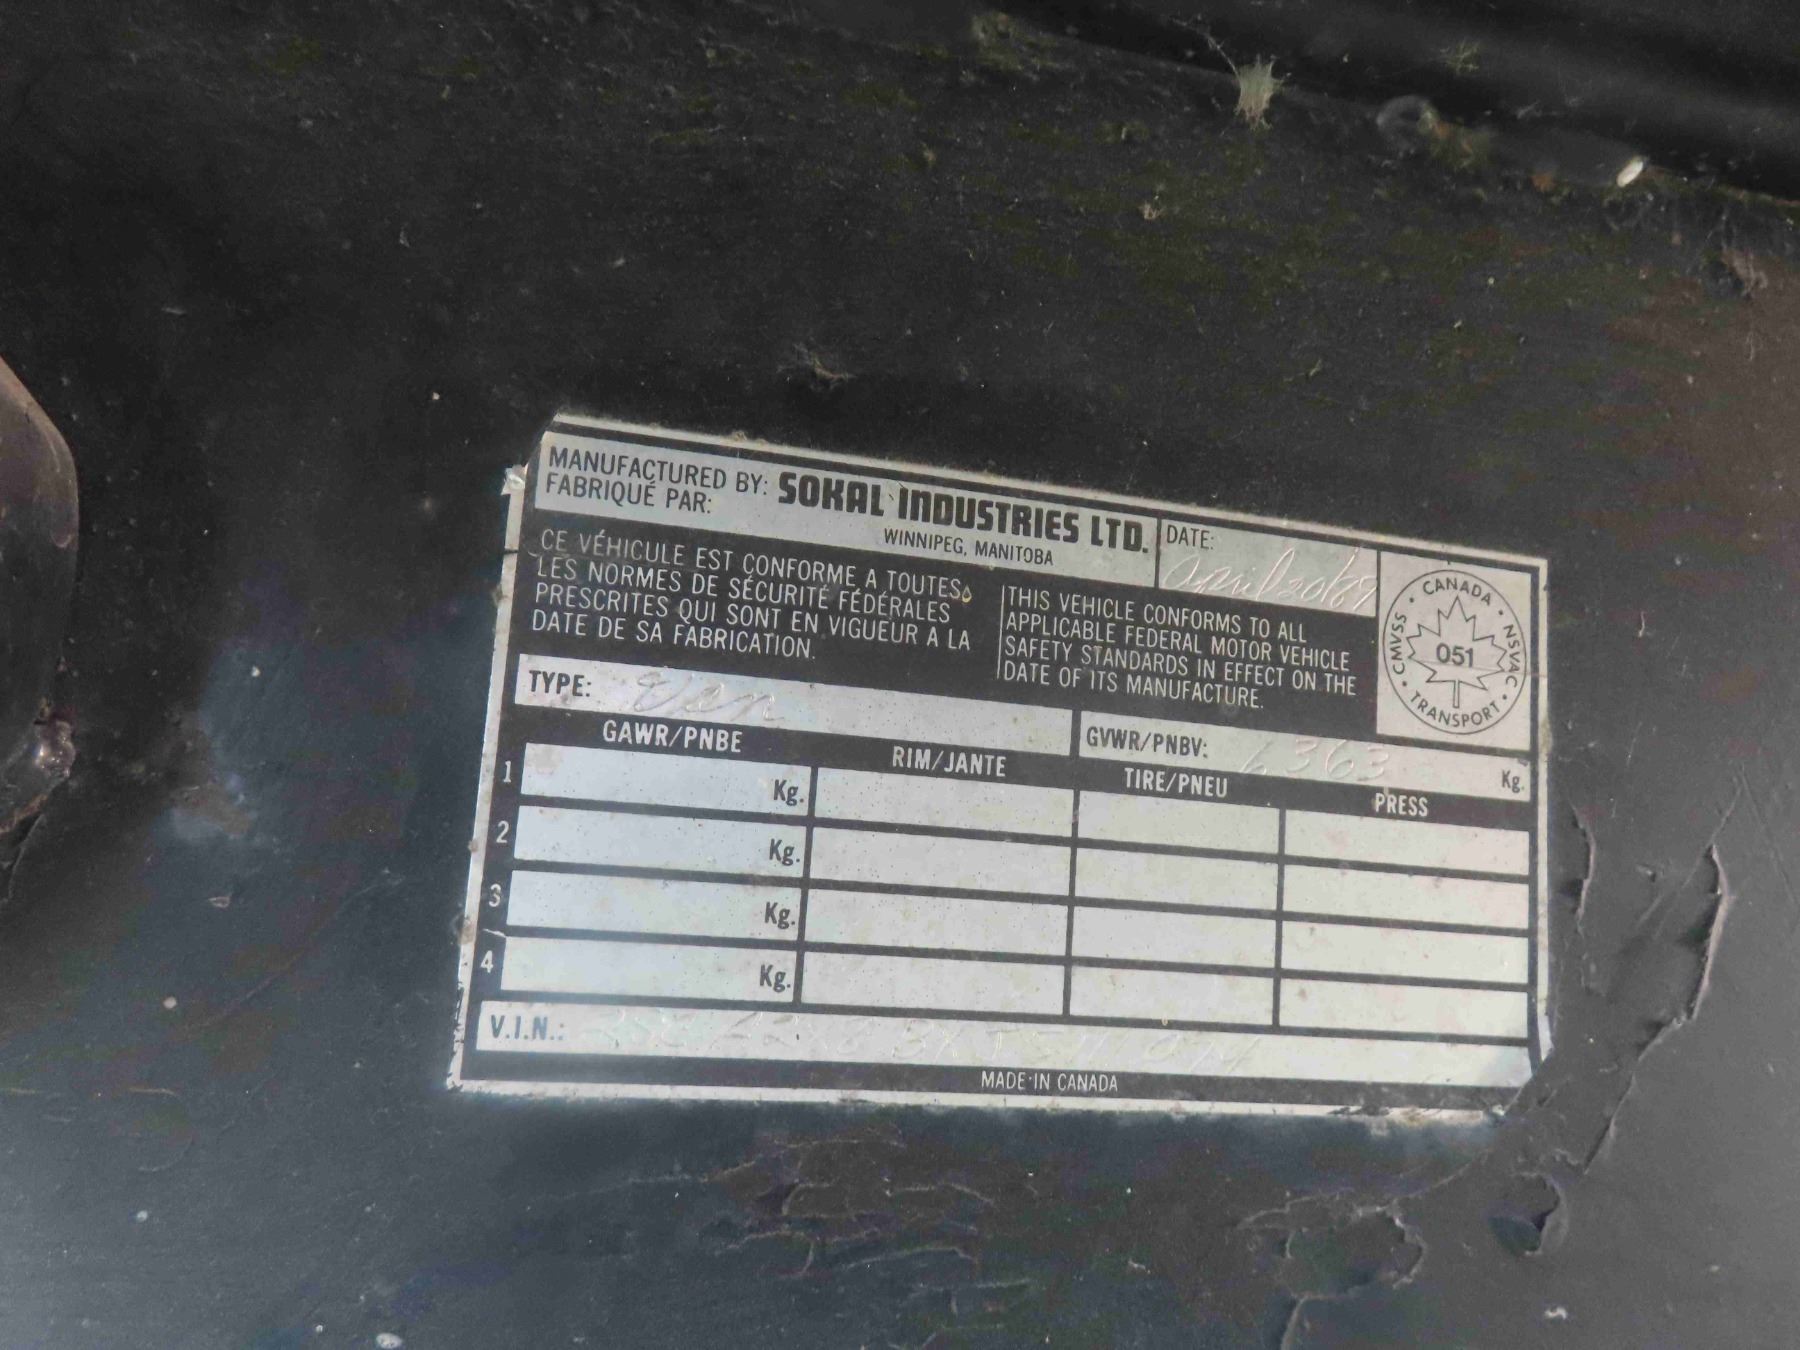 MANUFACTURED BY: SOKAL INDUSTRIES LTD.
FABRIQUÉ PAR:
WINNIPEG, MANITOBA
DATE:
April 20/89
CE VÉHICULE EST CONFORME A TOUTES
LES NORMES DE SÉCURITÉ FÉDÉRALES
PRESCRITES QUI SONT EN VIGUEUR A LA
DATE DE SA FABRICATION.
THIS VEHICLE CONFORMS TO ALL
APPLICABLE FEDERAL MOTOR VEHICLE
SAFETY STANDARDS IN EFFECT ON THE
DATE OF ITS MANUFACTURE.
CANADA · NSVAC · TRANSPORT · CMVSS ·
051
TYPE: Van
GVWR/PNBV: 6363 Kg.
GAWR/PNBE RIM/JANTE TIRE/PNEU PRESS
1 Kg.
2 Kg.
3 Kg.
4 Kg.
V.I.N.:
MADE IN CANADA